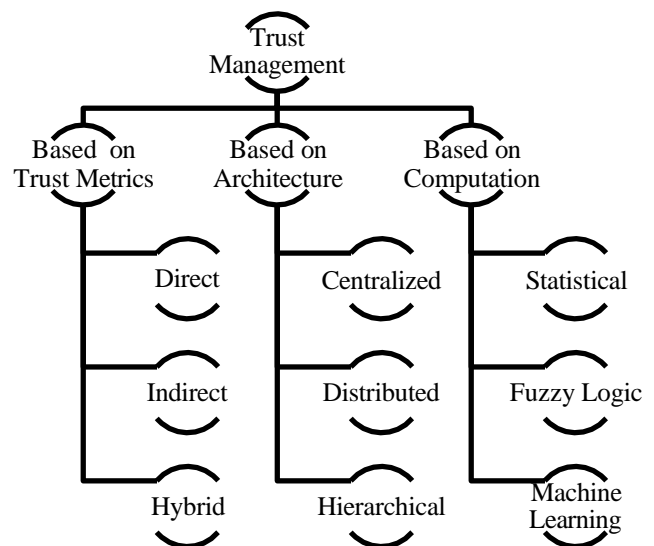 Trust
Management
Based on
Trust Metrics
Based on
Architecture
Based on
Computation
Direct
Centralized
Statistical
Indirect
Distributed
Fuzzy Logic
Hybrid
Hierarchical
Machine
Learning